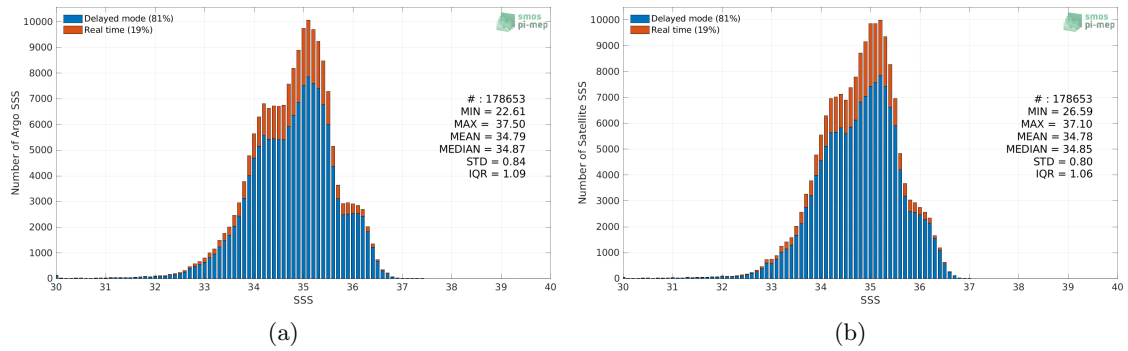 Delayed mode (81%)
Real time (19%)
smos
pi-mep
10000
9000
8000
7000
6000
5000
4000
3000
2000
1000
0
Number of Argo SSS
# : 178653
MIN = 22.61
MAX = 37.50
MEAN = 34.79
MEDIAN = 34.87
STD = 0.84
IQR = 1.09
30 31 32 33 34 35 36 37 38 39 40
SSS
(a)
Delayed mode (81%)
Real time (19%)
smos
pi-mep
10000
9000
8000
7000
6000
5000
4000
3000
2000
1000
0
Number of Satellite SSS
# : 178653
MIN = 26.59
MAX = 37.10
MEAN = 34.78
MEDIAN = 34.85
STD = 0.80
IQR = 1.06
30 31 32 33 34 35 36 37 38 39 40
SSS
(b)